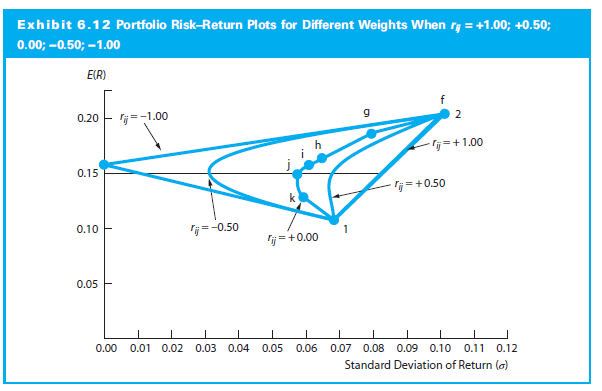 Exhibit 6.12 Portfolio Risk–Return Plots for Different Weights When rij = +1.00; +0.50;
0.00; –0.50; –1.00
E(R)
f
0.20
rij = –1.00
g
2
h
rij = +1.00
i
j
0.15
rij = +0.50
k
1
0.10
rij = –0.50
rij = +0.00
0.05
0.00 0.01 0.02 0.03 0.04 0.05 0.06 0.07 0.08 0.09 0.10 0.11 0.12
Standard Deviation of Return (σ)